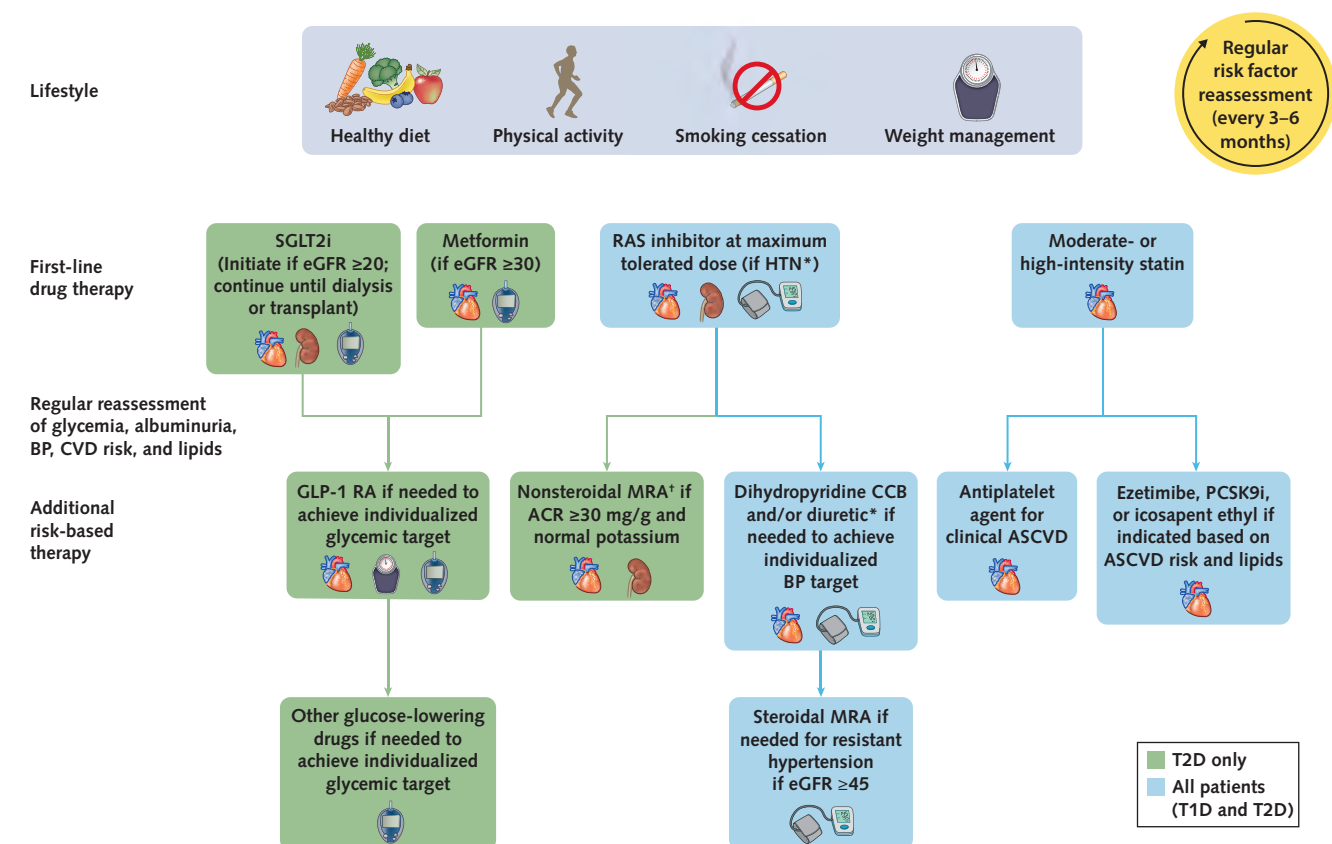 Lifestyle
Healthy diet
Physical activity
Smoking cessation
Weight management
Regular
risk factor
reassessment
(every 3–6
months)
First-line
drug therapy
SGLT2i
(Initiate if eGFR ≥20;
continue until dialysis
or transplant)
Metformin
(if eGFR ≥30)
RAS inhibitor at maximum
tolerated dose (if HTN*)
Moderate- or
high-intensity statin
Regular reassessment
of glycemia, albuminuria,
BP, CVD risk, and lipids
Additional
risk-based
therapy
GLP-1 RA if needed to
achieve individualized
glycemic target
Nonsteroidal MRA† if
ACR ≥30 mg/g and
normal potassium
Dihydropyridine CCB
and/or diuretic* if
needed to achieve
individualized
BP target
Antiplatelet
agent for
clinical ASCVD
Ezetimibe, PCSK9i,
or icosapent ethyl if
indicated based on
ASCVD risk and lipids
Other glucose-lowering
drugs if needed to
achieve individualized
glycemic target
Steroidal MRA if
needed for resistant
hypertension
if eGFR ≥45
T2D only
All patients
(T1D and T2D)